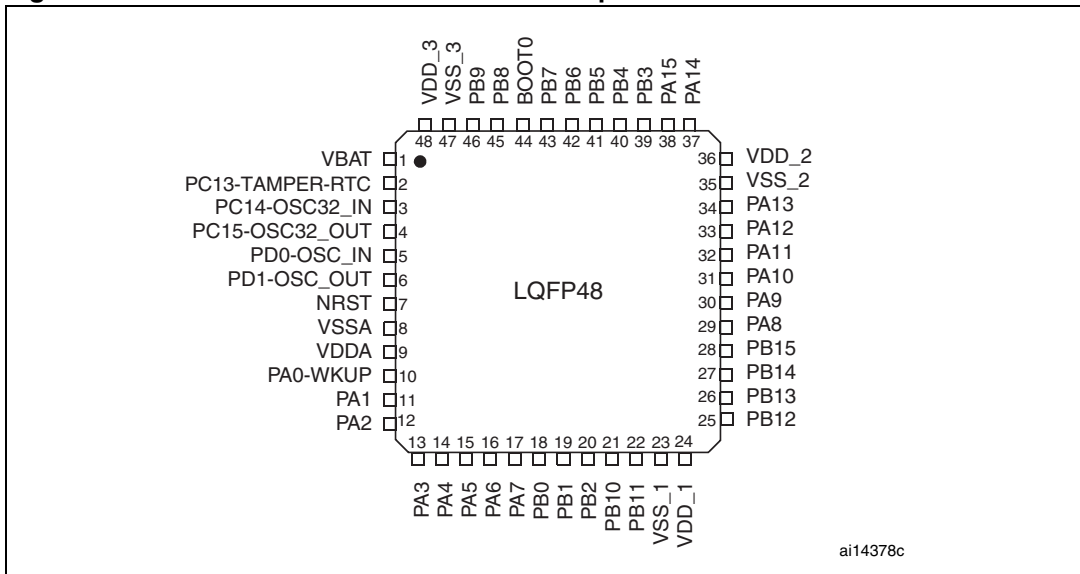 VDD_3
VSS_3
PB9
PB8
BOOT0
PB7
PB6
PB5
PB4
PB3
PA15
PA14
48 47 46 45 44 43 42 41 40 39 38 37
VBAT 1
PC13-TAMPER-RTC 2
PC14-OSC32_IN 3
PC15-OSC32_OUT 4
PD0-OSC_IN 5
PD1-OSC_OUT 6
NRST 7
VSSA 8
VDDA 9
PA0-WKUP 10
PA1 11
PA2 12
LQFP48
36 VDD_2
35 VSS_2
34 PA13
33 PA12
32 PA11
31 PA10
30 PA9
29 PA8
28 PB15
27 PB14
26 PB13
25 PB12
13 14 15 16 17 18 19 20 21 22 23 24
PA3
PA4
PA5
PA6
PA7
PB0
PB1
PB2
PB10
PB11
VSS_1
VDD_1
ai14378c